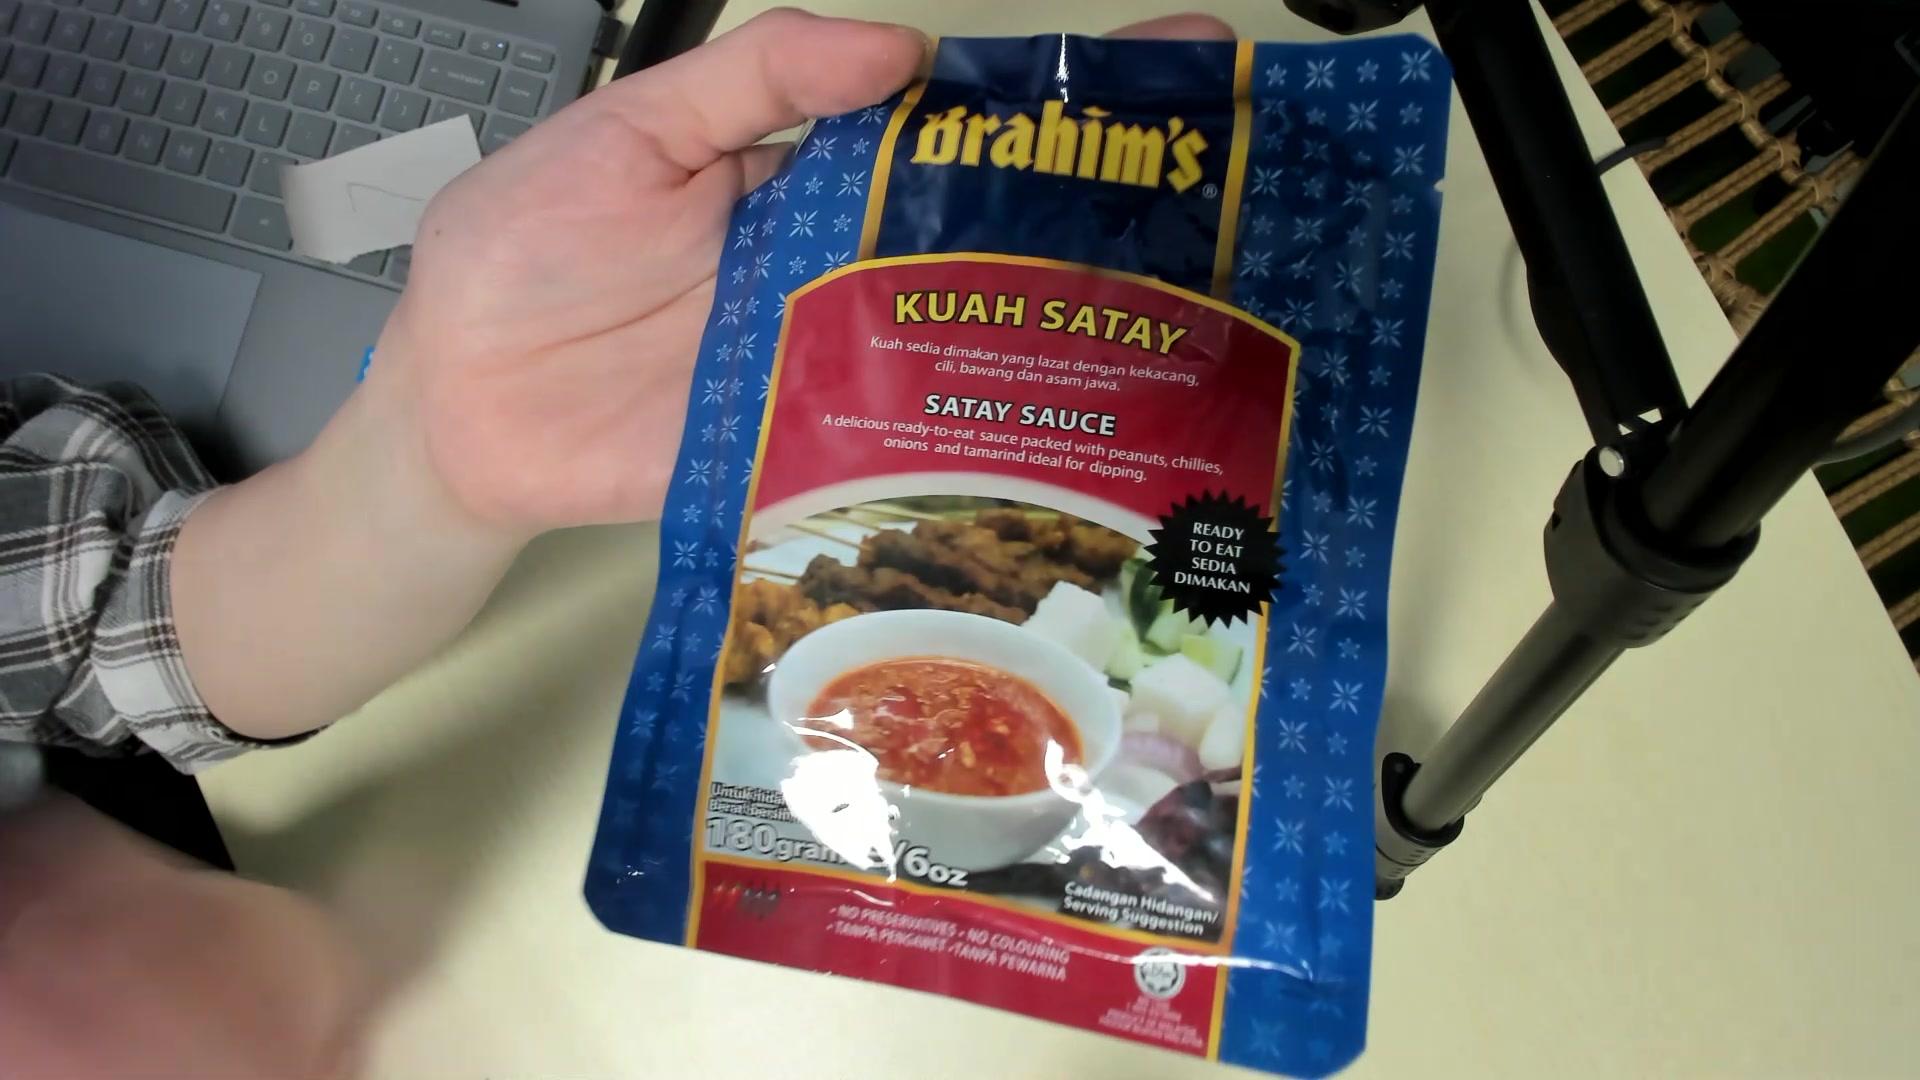 Brahim's®
KUAH SATAY
Kuah sedia dimakan yang lazat dengan kekacang,
cili, bawang dan asam jawa.
SATAY SAUCE
A delicious ready-to-eat sauce packed with peanuts, chillies,
onions and tamarind ideal for dipping.
READY
TO EAT
SEDIA
DIMAKAN
180gram /6oz
Cadangan Hidangan/
Serving Suggestion
- NO PRESERVATIVES - NO COLOURING
- TANPA PENGAWET - TANPA PEWARNA